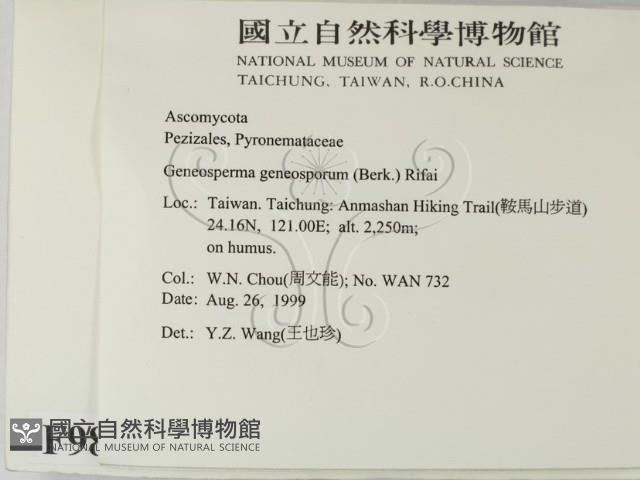 國立自然科學博物館
NATIONAL MUSEUM OF NATURAL SCIENCE
TAICHUNG, TAIWAN, R.O.CHINA
Ascomycota
Pezizales, Pyronemataceae
Geneosperma geneosporum (Berk.) Rifai
Loc.: Taiwan. Taichung: Anmashan Hiking Trail(鞍馬山步道)
24.16N, 121.00E; alt. 2,250m;
on humus.
Col.: W.N. Chou(周文能); No. WAN 732
Date: Aug. 26, 1999
Det.: Y.Z. Wang(王也珍)
國立自然科學博物館
NATIONAL MUSEUM OF NATURAL SCIENCE